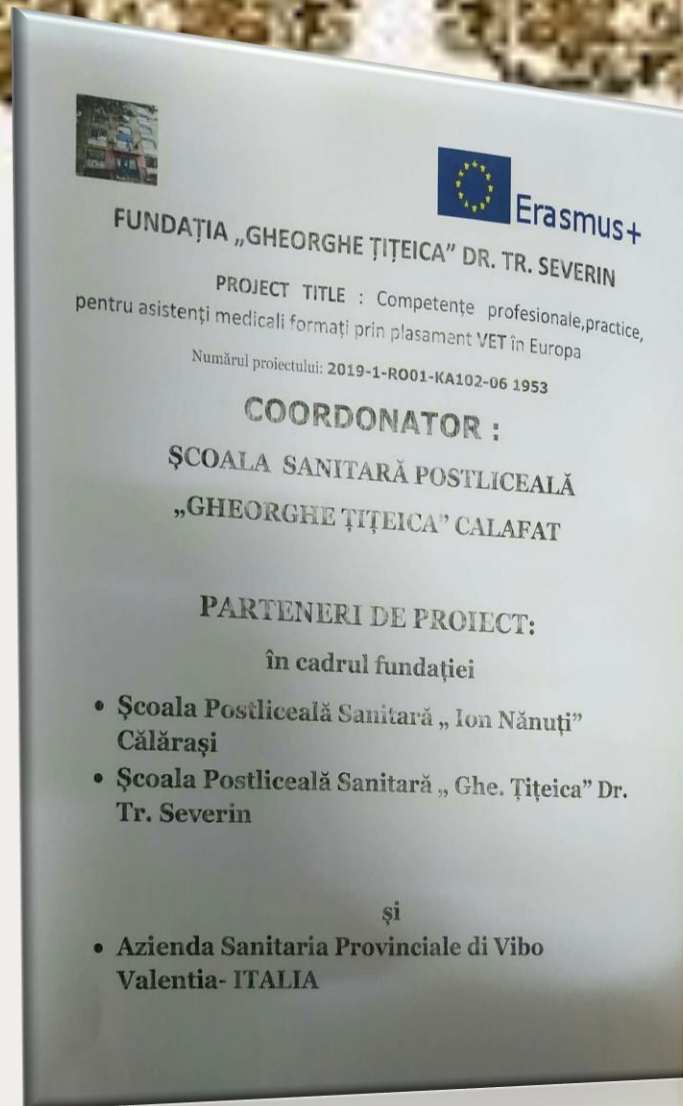 Erasmus+
FUNDAȚIA „GHEORGHE ȚIȚEICA” DR. TR. SEVERIN
PROJECT TITLE : Competențe profesionale,practice,
pentru asistenți medicali formați prin plasament VET în Europa
Numărul proiectului: 2019-1-RO01-KA102-06 1953
COORDONATOR :
ȘCOALA SANITARĂ POSTLICEALĂ
„GHEORGHE ȚIȚEICA” CALAFAT
PARTENERI DE PROIECT:
în cadrul fundației
• Școala Postliceală Sanitară „ Ion Nănuți”
Călărași
• Școala Postliceală Sanitară „ Ghe. Țițeica” Dr.
Tr. Severin
și
• Azienda Sanitaria Provinciale di Vibo
Valentia- ITALIA